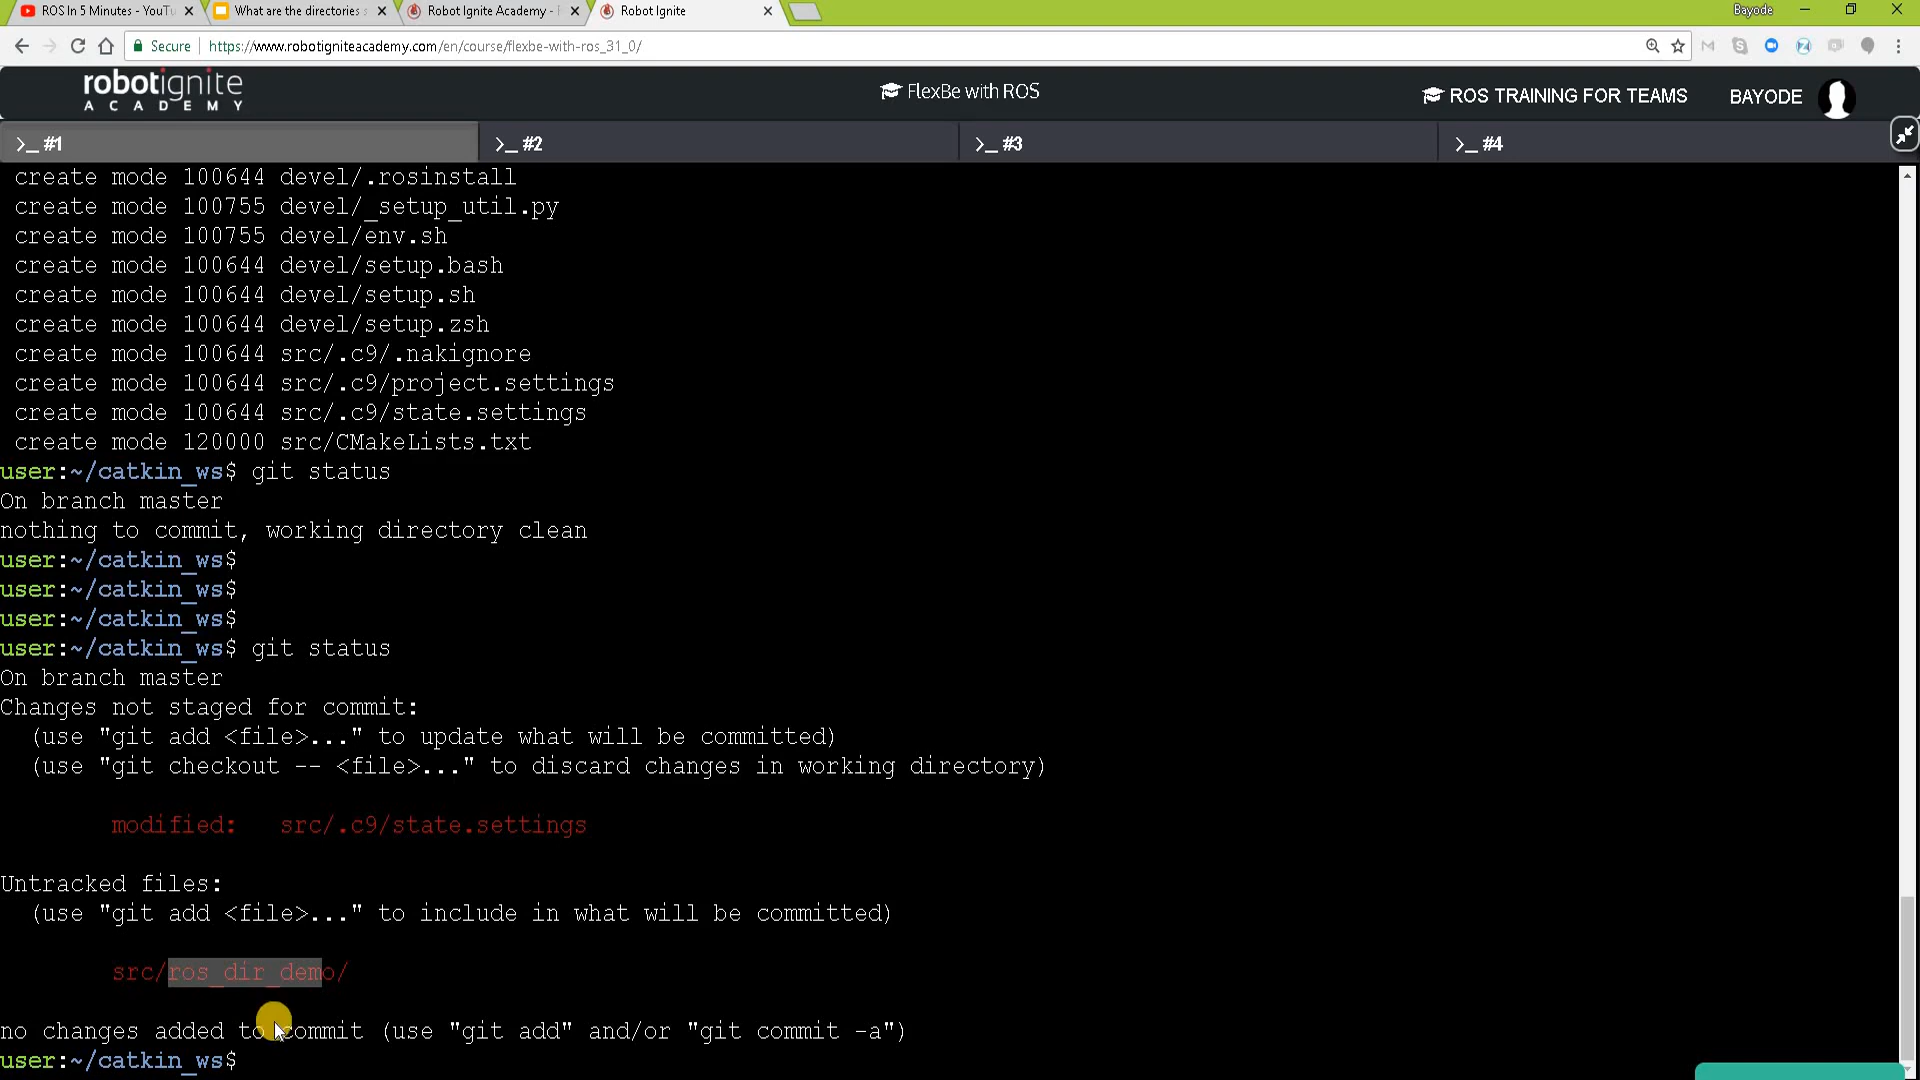 ROS In 5 Minutes - YouTu
What are the directories s
Robot Ignite Academy -
Robot Ignite
Bayode
Secure
https://www.robotigniteacademy.com/en/course/flexbe-with-ros_31_0/
robotignite
ACADEMY
FlexBe with ROS
ROS TRAINING FOR TEAMS
BAYODE
>_ #1
>_ #2
>_ #3
>_ #4
create mode 100644 devel/.rosinstall
create mode 100755 devel/_setup_util.py
create mode 100755 devel/env.sh
create mode 100644 devel/setup.bash
create mode 100644 devel/setup.sh
create mode 100644 devel/setup.zsh
create mode 100644 src/.c9/.nakignore
create mode 100644 src/.c9/project.settings
create mode 100644 src/.c9/state.settings
create mode 120000 src/CMakeLists.txt
user:~/catkin_ws$ git status
On branch master
nothing to commit, working directory clean
user:~/catkin_ws$
user:~/catkin_ws$
user:~/catkin_ws$
user:~/catkin_ws$ git status
On branch master
Changes not staged for commit:
(use "git add <file>..." to update what will be committed)
(use "git checkout -- <file>..." to discard changes in working directory)
modified: src/.c9/state.settings
Untracked files:
(use "git add <file>..." to include in what will be committed)
src/ros_dir_demo/
no changes added to commit (use "git add" and/or "git commit -a")
user:~/catkin_ws$